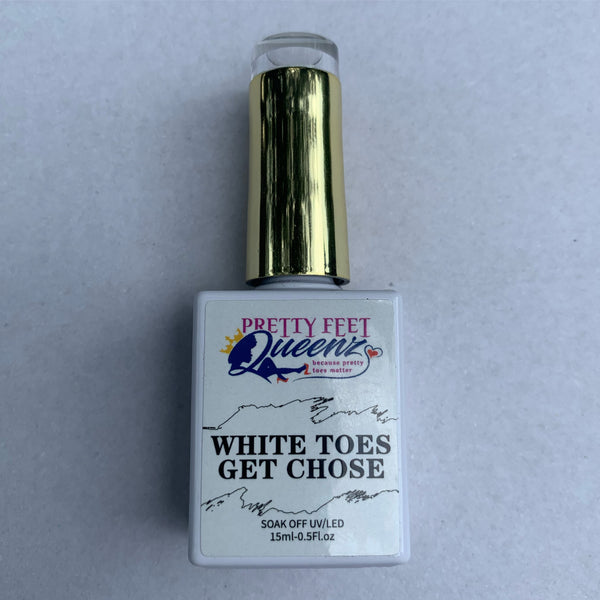 PRETTY FEET
Queenz
because pretty
toes matter
WHITE TOES
GET CHOSE
SOAK OFF UV/LED
15ml-0.5Fl.oz